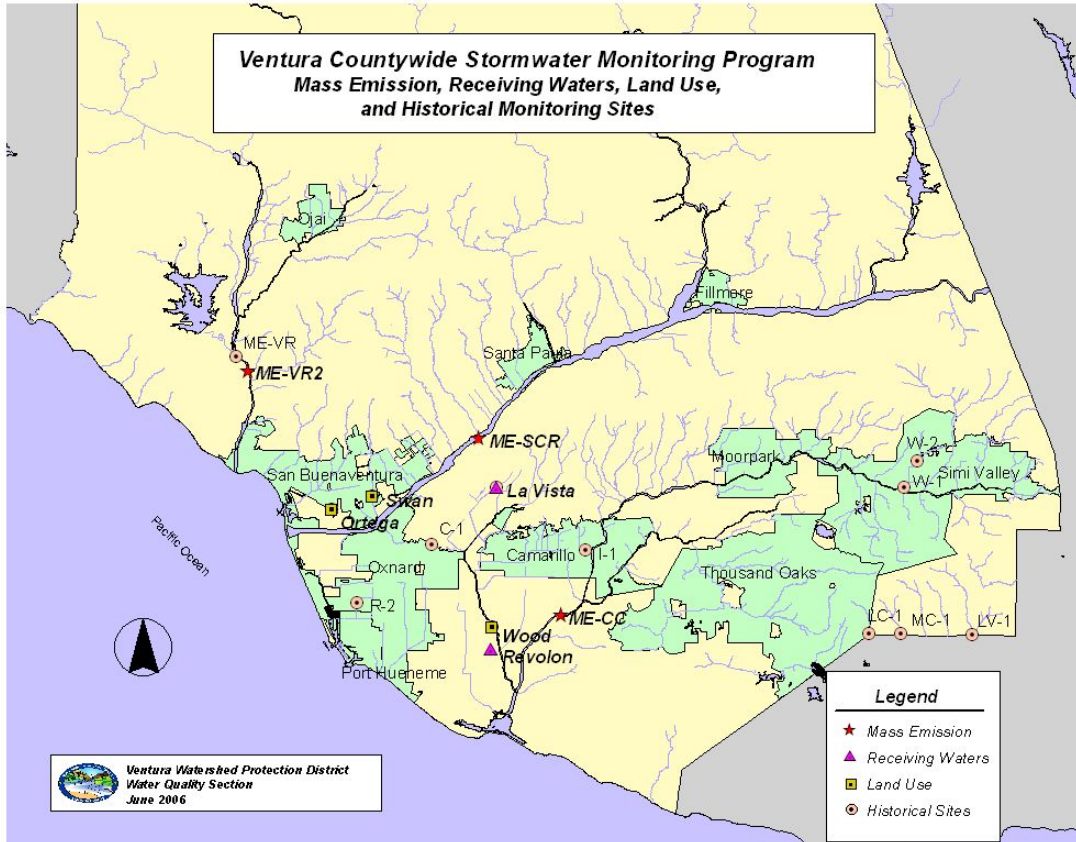 Ventura Countywide Stormwater Monitoring Program
Mass Emission, Receiving Waters, Land Use,
and Historical Monitoring Sites
Ojai
Fillmore
ME-VR
Santa Paula
ME-VR2
ME-SCR
W-2
Moorpark
San Buenaventura
Simi Valley
W-1
La Vista
Swan
Ortega
C-1
Pacific Ocean
Camarillo
I-1
Oxnard
Thousand Oaks
R-2
LC-1
MC-1
LV-1
ME-CC
Wood
Revolon
Port Hueneme
Legend
Mass Emission
Receiving Waters
Land Use
Historical Sites
Ventura Watershed Protection District
Water Quality Section
June 2006